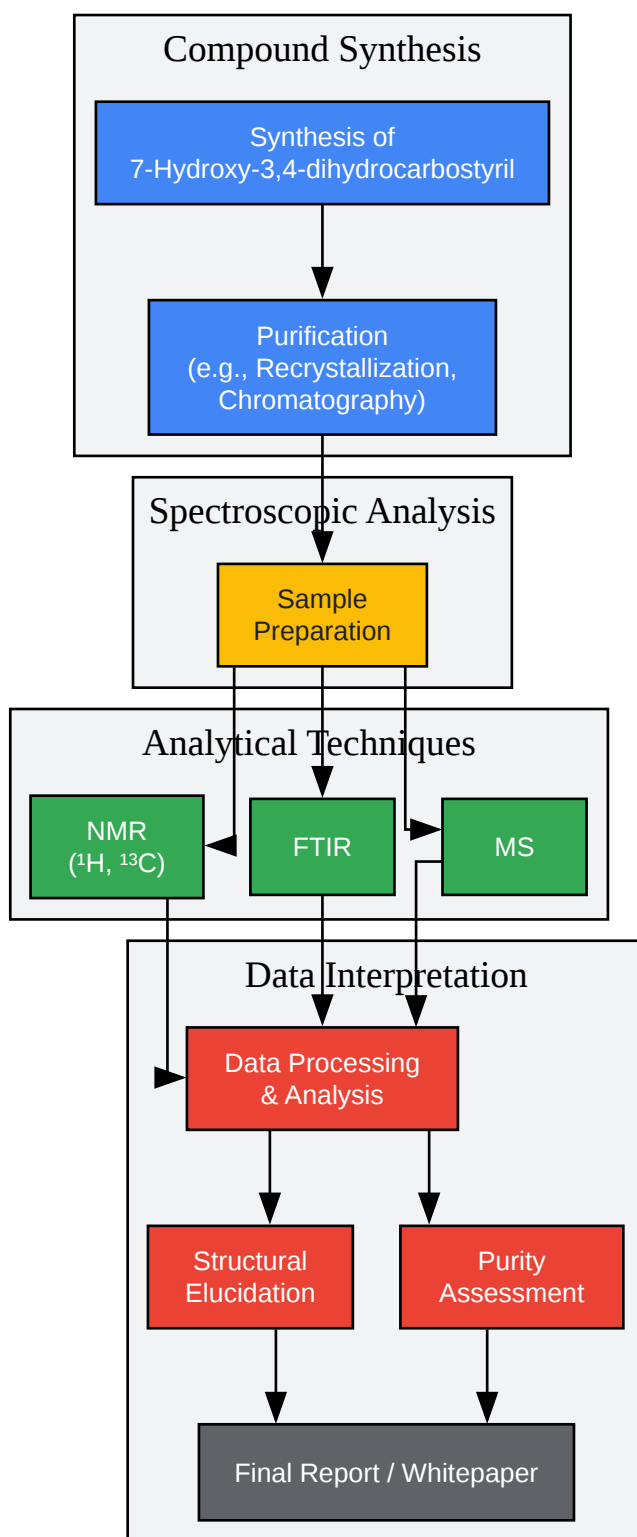 Compound Synthesis
Synthesis of
7-Hydroxy-3,4-dihydrocarbostyril
Purification
(e.g., Recrystallization,
Chromatography)
Spectroscopic Analysis
Sample
Preparation
Analytical Techniques
NMR
(¹H, ¹³C)
FTIR
MS
Data Interpretation
Data Processing
& Analysis
Structural
Elucidation
Purity
Assessment
Final Report / Whitepaper